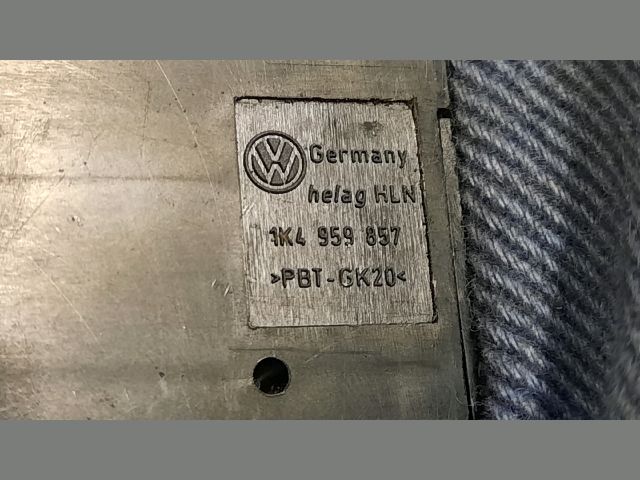 Germany
helag HLN
1K4 959 857
>PBT-GK20<